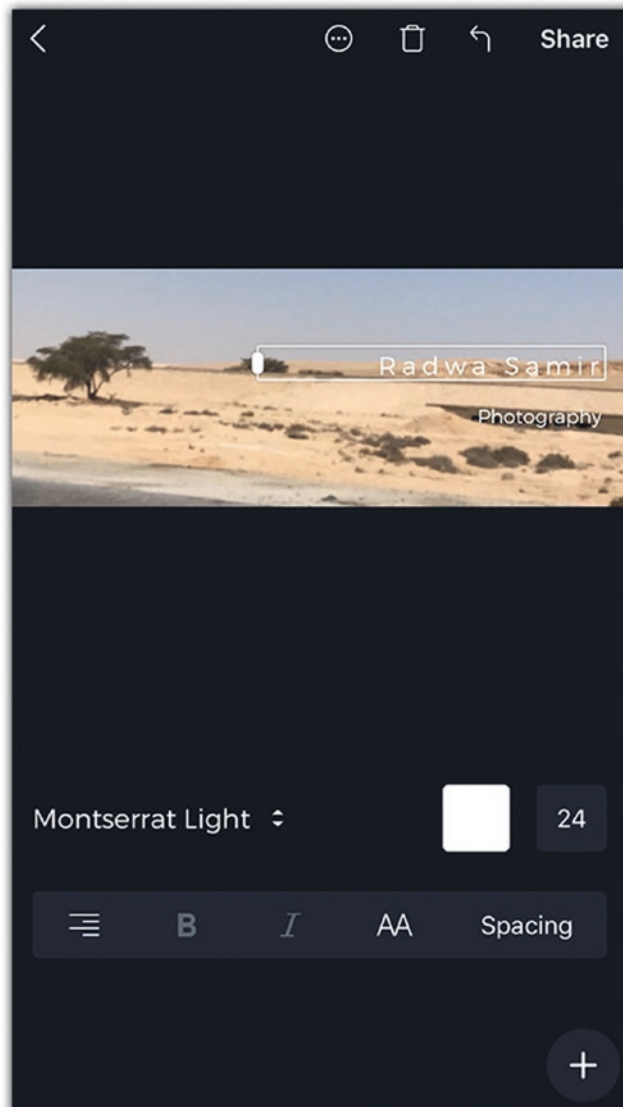 Share
Radwa Samir
Photography
Montserrat Light 24
B I AA Spacing